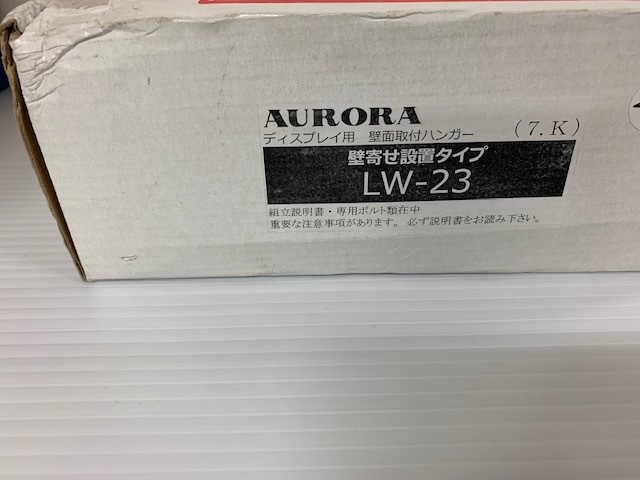 AURORA
ディスプレイ用 壁面取付ハンガー (7.K)
壁寄せ設置タイプ
LW-23
組立説明書・専用ボルト類在中
重要な注意事項があります。必ず説明書をお読み下さい。